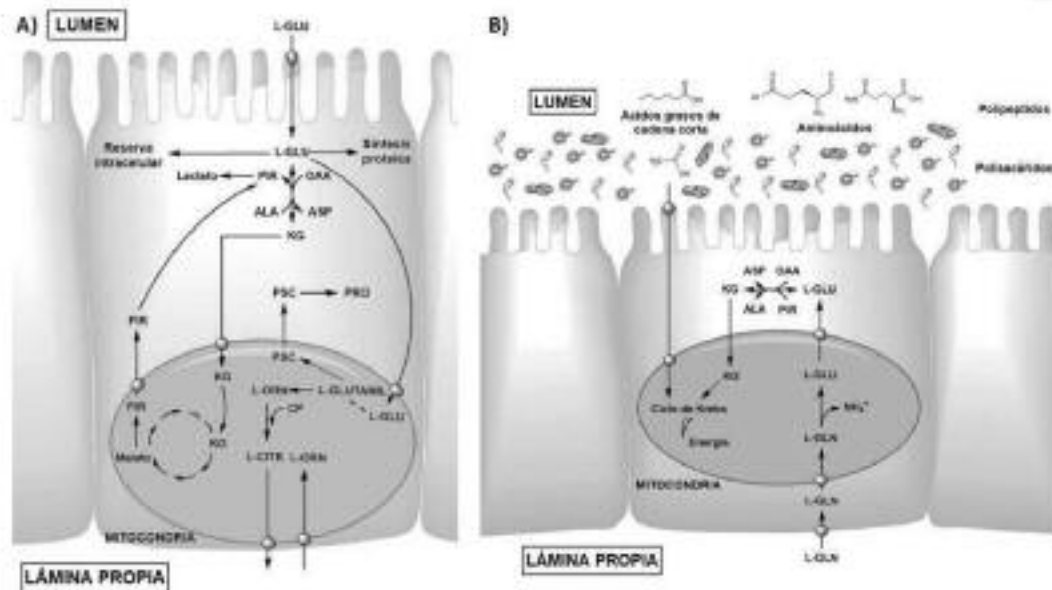 A)
LUMEN
L-GLU
Reserva
intracelular
L-GLU
Síntesis
proteica
Lactato
PIR
OAA
ALA
ASP
KG
P5C
PRO
PIR
P5C
KG
PIR
L-ORN
L-GLUTAMIL
L-GLU
CP
KG
Malato
L-CITR
L-ORN
MITOCONDRIA
LÁMINA PROPIA
B)
LUMEN
Ácidos grasos de
cadena corta
Aminoácidos
Polipeptidos
Polisacáridos
ASP
OAA
KG
L-GLU
ALA
PIR
KG
L-GLU
Ciclo de Krebs
NH₄⁺
Energía
L-GLN
MITOCONDRIA
L-GLN
LÁMINA PROPIA
L-GLN